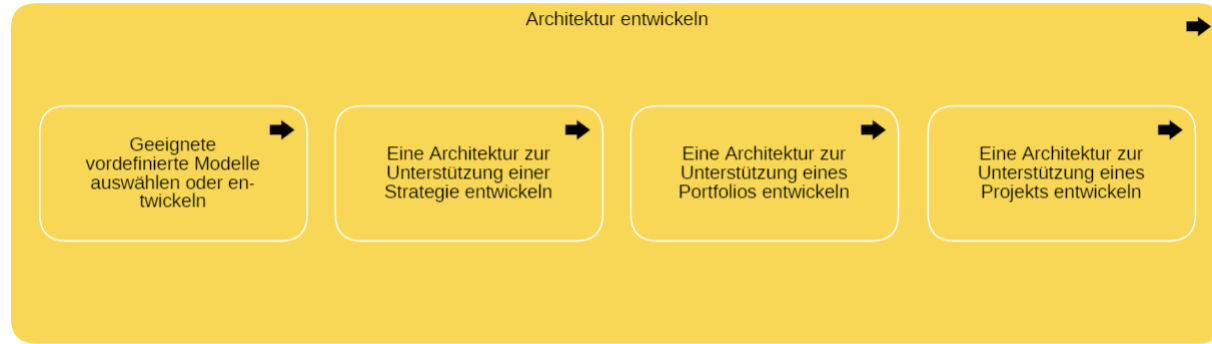 Architektur entwickeln
Geeignete
vordefinierte Modelle
auswählen oder en-
twickeln
Eine Architektur zur
Unterstützung einer
Strategie entwickeln
Eine Architektur zur
Unterstützung eines
Portfolios entwickeln
Eine Architektur zur
Unterstützung eines
Projekts entwickeln